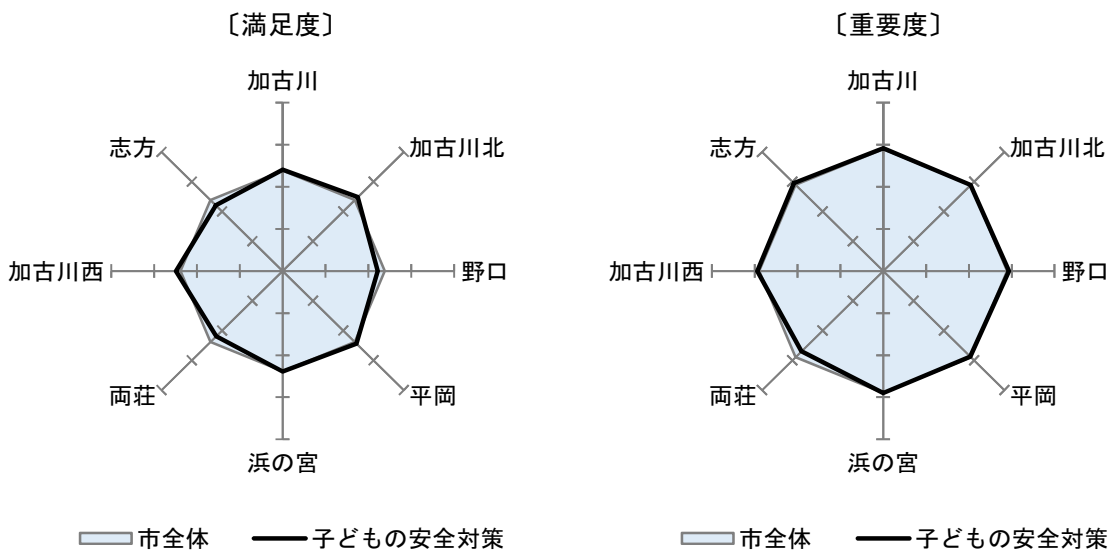 〔満足度〕
加古川
加古川北
野口
平岡
浜の宮
両荘
加古川西
志方
市全体
子どもの安全対策
〔重要度〕
加古川
加古川北
野口
平岡
浜の宮
両荘
加古川西
志方
市全体
子どもの安全対策